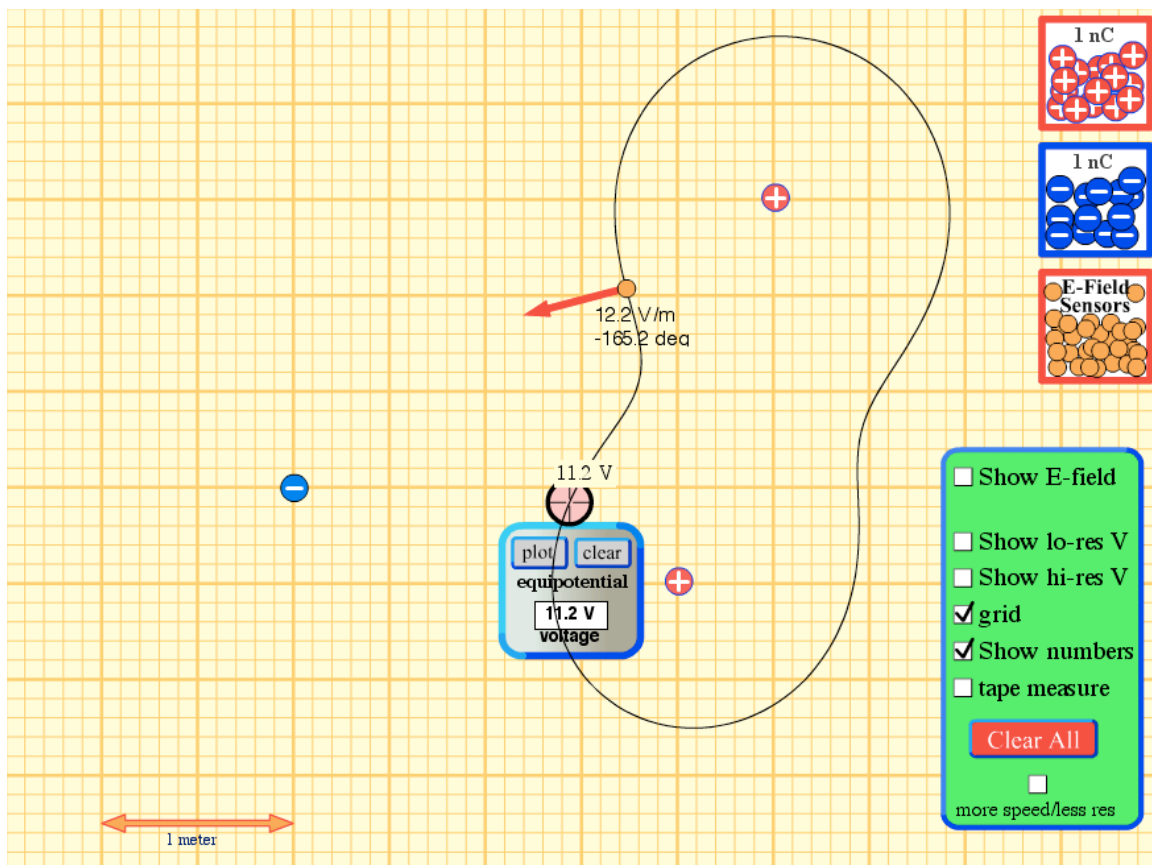 1 nC
1 nC
E-Field
Sensors
12.2 V/m
-165.2 deg
11.2 V
plot
clear
equipotential
11.2 V
voltage
Show E-field
Show lo-res V
Show hi-res V
grid
Show numbers
tape measure
Clear All
more speed/less res
1 meter